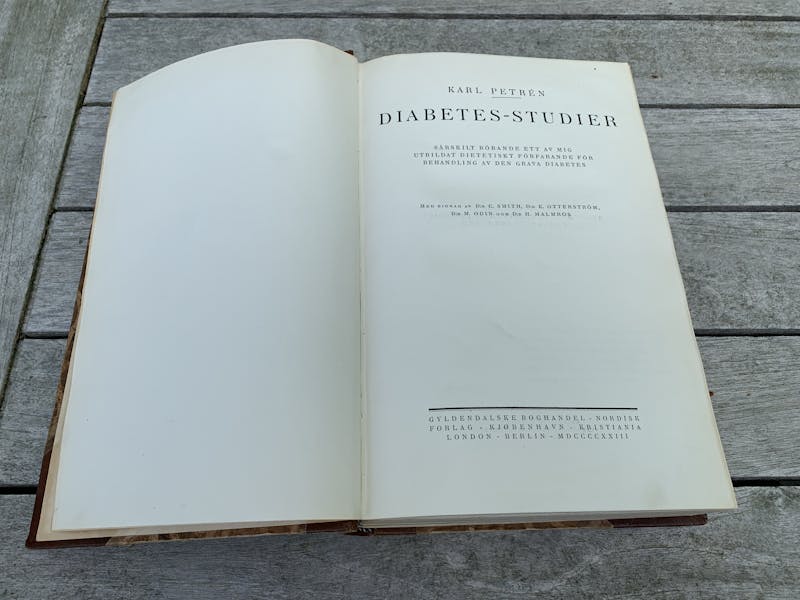 KARL PETRÉN
DIABETES-STUDIER
SÄRSKILT RÖRANDE ETT AV MIG
UTBILDAT DIETETISKT FÖRFARANDE FÖR
BEHANDLING AV DEN GRAVA DIABETES
MED BIDRAG AV DR C. SMITH, DR E. OTTERSTRÖM,
DR M. ODIN OCH DR H. MALMROS
GYLDENDALSKE BOGHANDEL - NORDISK
FORLAG - KJØBENHAVN - KRISTIANIA
LONDON - BERLIN - MDCCCCXXIII